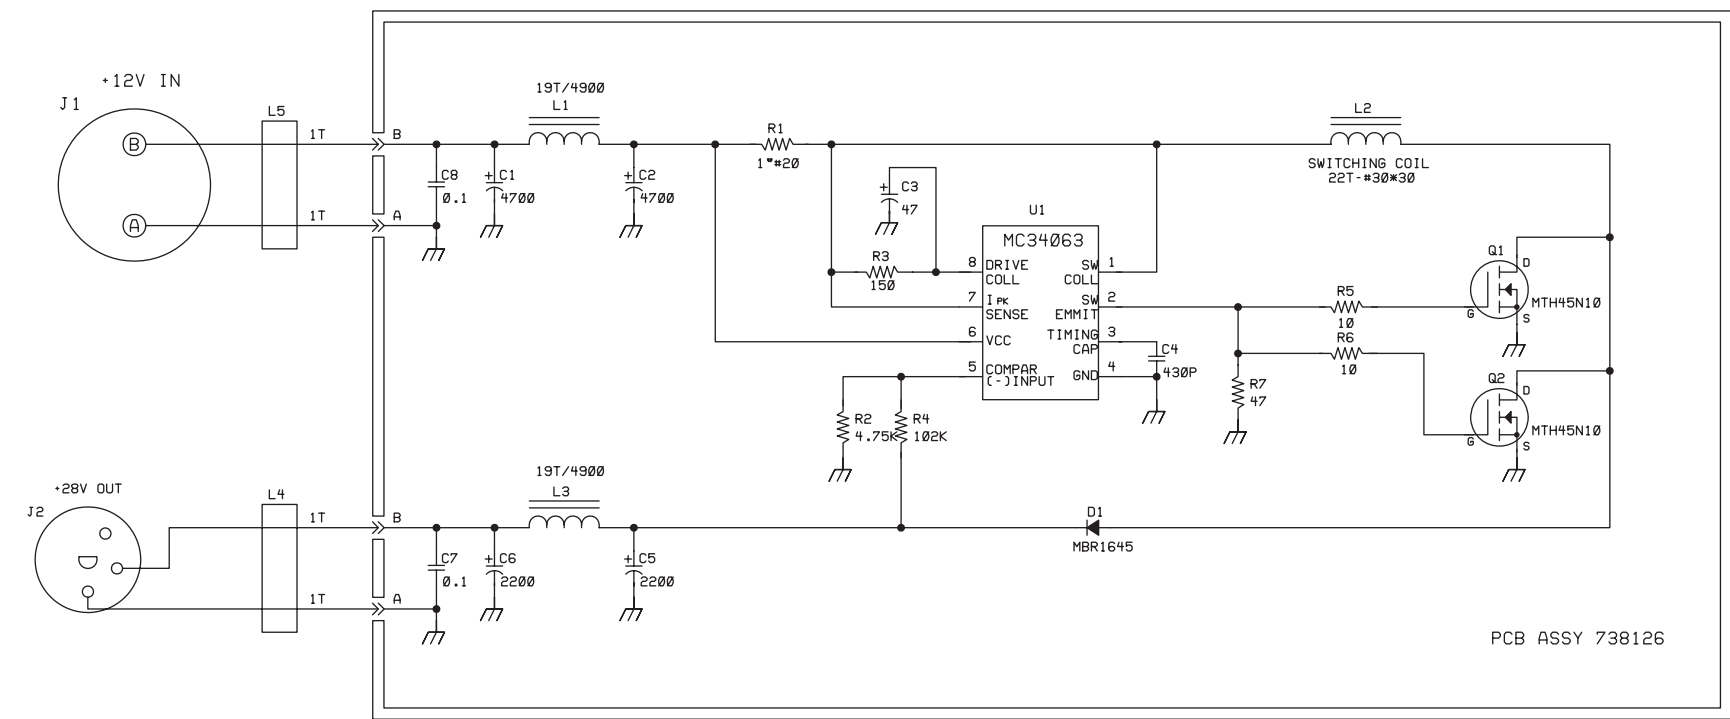 +12V IN
J1
B
A
L5
1T
1T
B
A
19T/4900
L1
C8
0.1
+
C1
4700
+
C2
4700
R1
1"#20
+
C3
47
R3
150
U1
MC34063
8 DRIVE
COLL
7 IPK
SENSE
6 VCC
5 COMPAR
(-)INPUT
SW 1
COLL
SW 2
EMMIT
TIMING 3
CAP
GND 4
C4
430P
L2
SWITCHING COIL
22T-#30*30
R5
10
R6
10
R7
47
Q1
D
G
S
MTH45N10
Q2
D
G
S
MTH45N10
R2
4.75K
R4
102K
+28V OUT
J2
L4
1T
1T
B
A
19T/4900
L3
C7
0.1
+
C6
2200
+
C5
2200
D1
MBR1645
PCB ASSY 738126